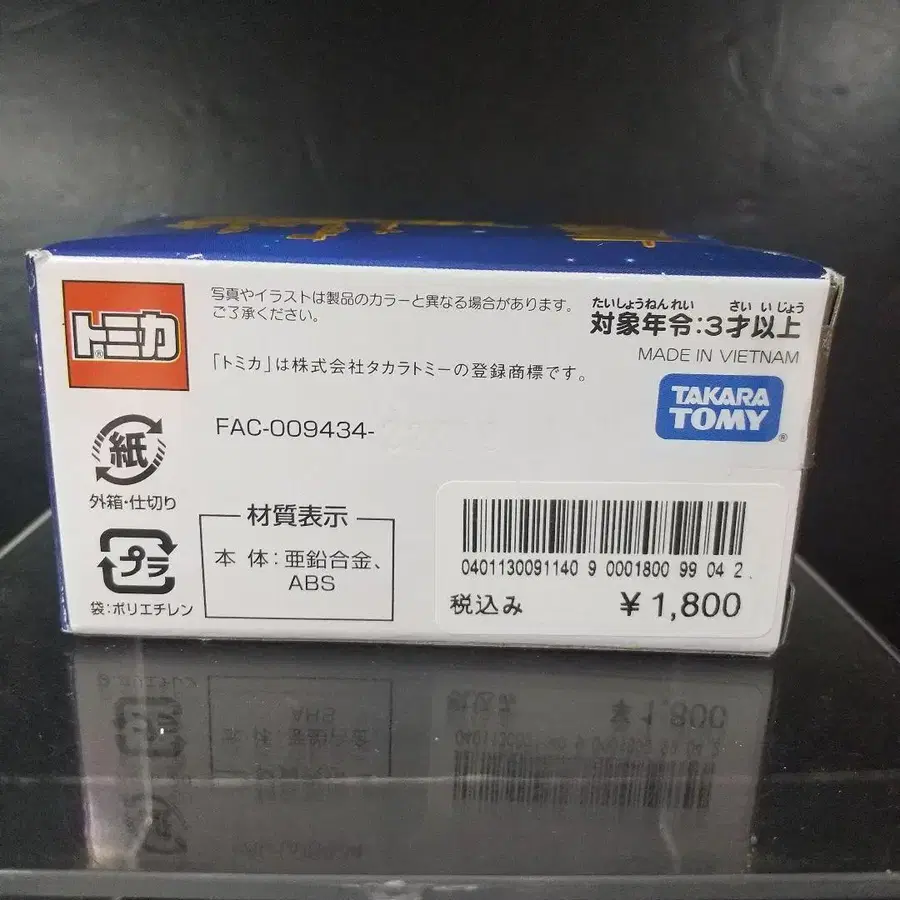 トミカ
®
写真やイラストは製品のカラーと異なる場合があります。
ご了承ください。
「トミカ」は株式会社タカラトミーの登録商標です。
FAC-009434-
たいしょうねんれい さい いじょう
対象年令:3才以上
MADE IN VIETNAM
TAKARA
TOMY®
紙
外箱・仕切り
プラ
袋:ポリエチレン
材質表示
本 体:亜鉛合金、
ABS
0401130091140 9 0001800 99 04 2
税込み ¥1,800